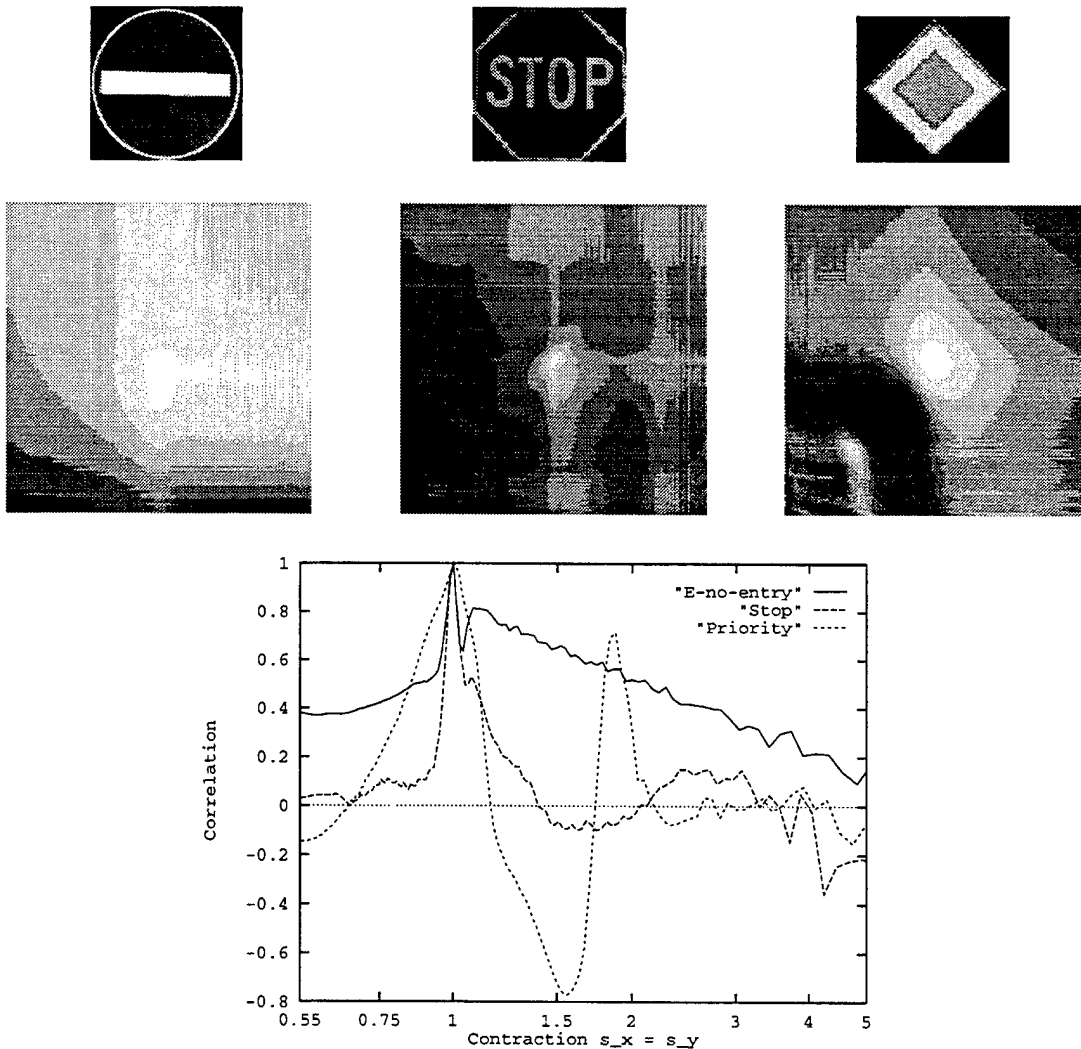 STOP
1
0.8
0.6
0.4
0.2
0
-0.2
-0.4
-0.6
-0.8
Correlation
"E-no-entry"
"Stop"
"Priority"
0.55 0.75 1 1.5 2 3 4 5
Contraction s_x = s_y